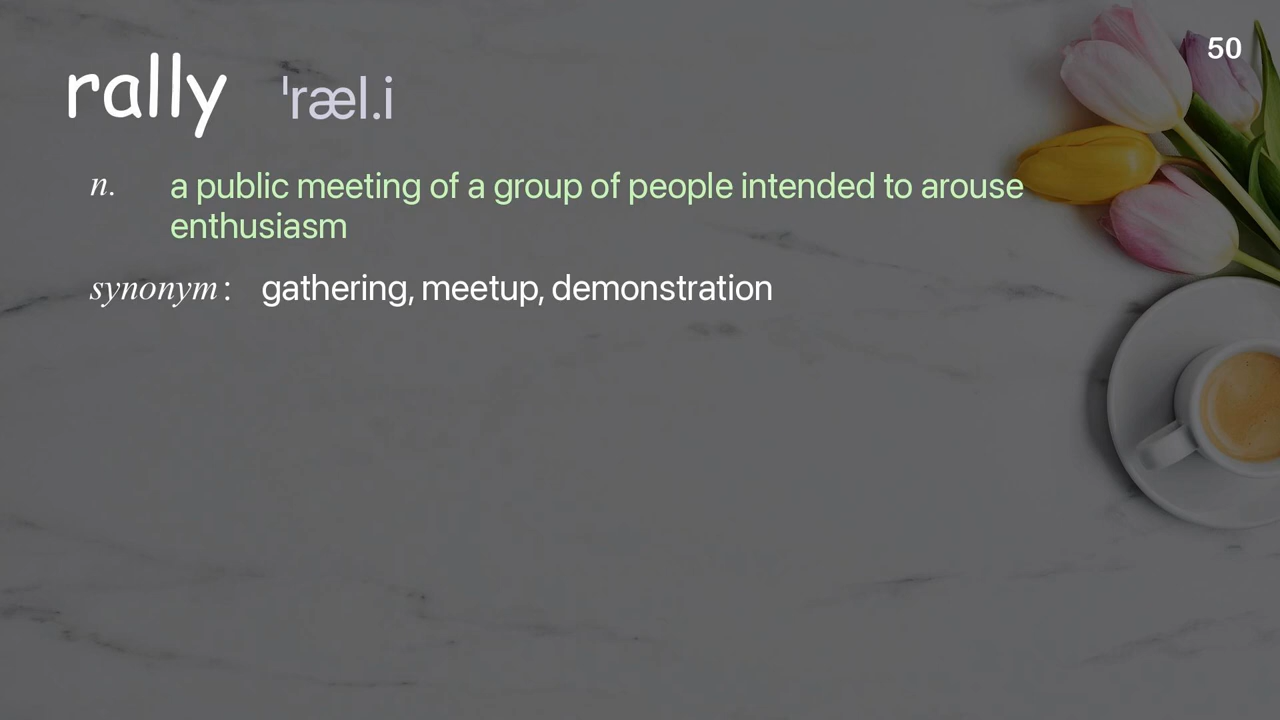 50
rally ˈræl.i
n. a public meeting of a group of people intended to arouse
enthusiasm
synonym: gathering, meetup, demonstration